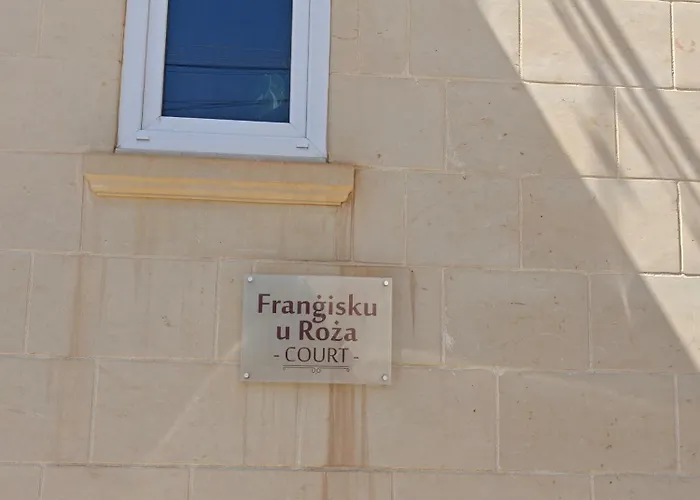 Franġisku
u Roża
- COURT -